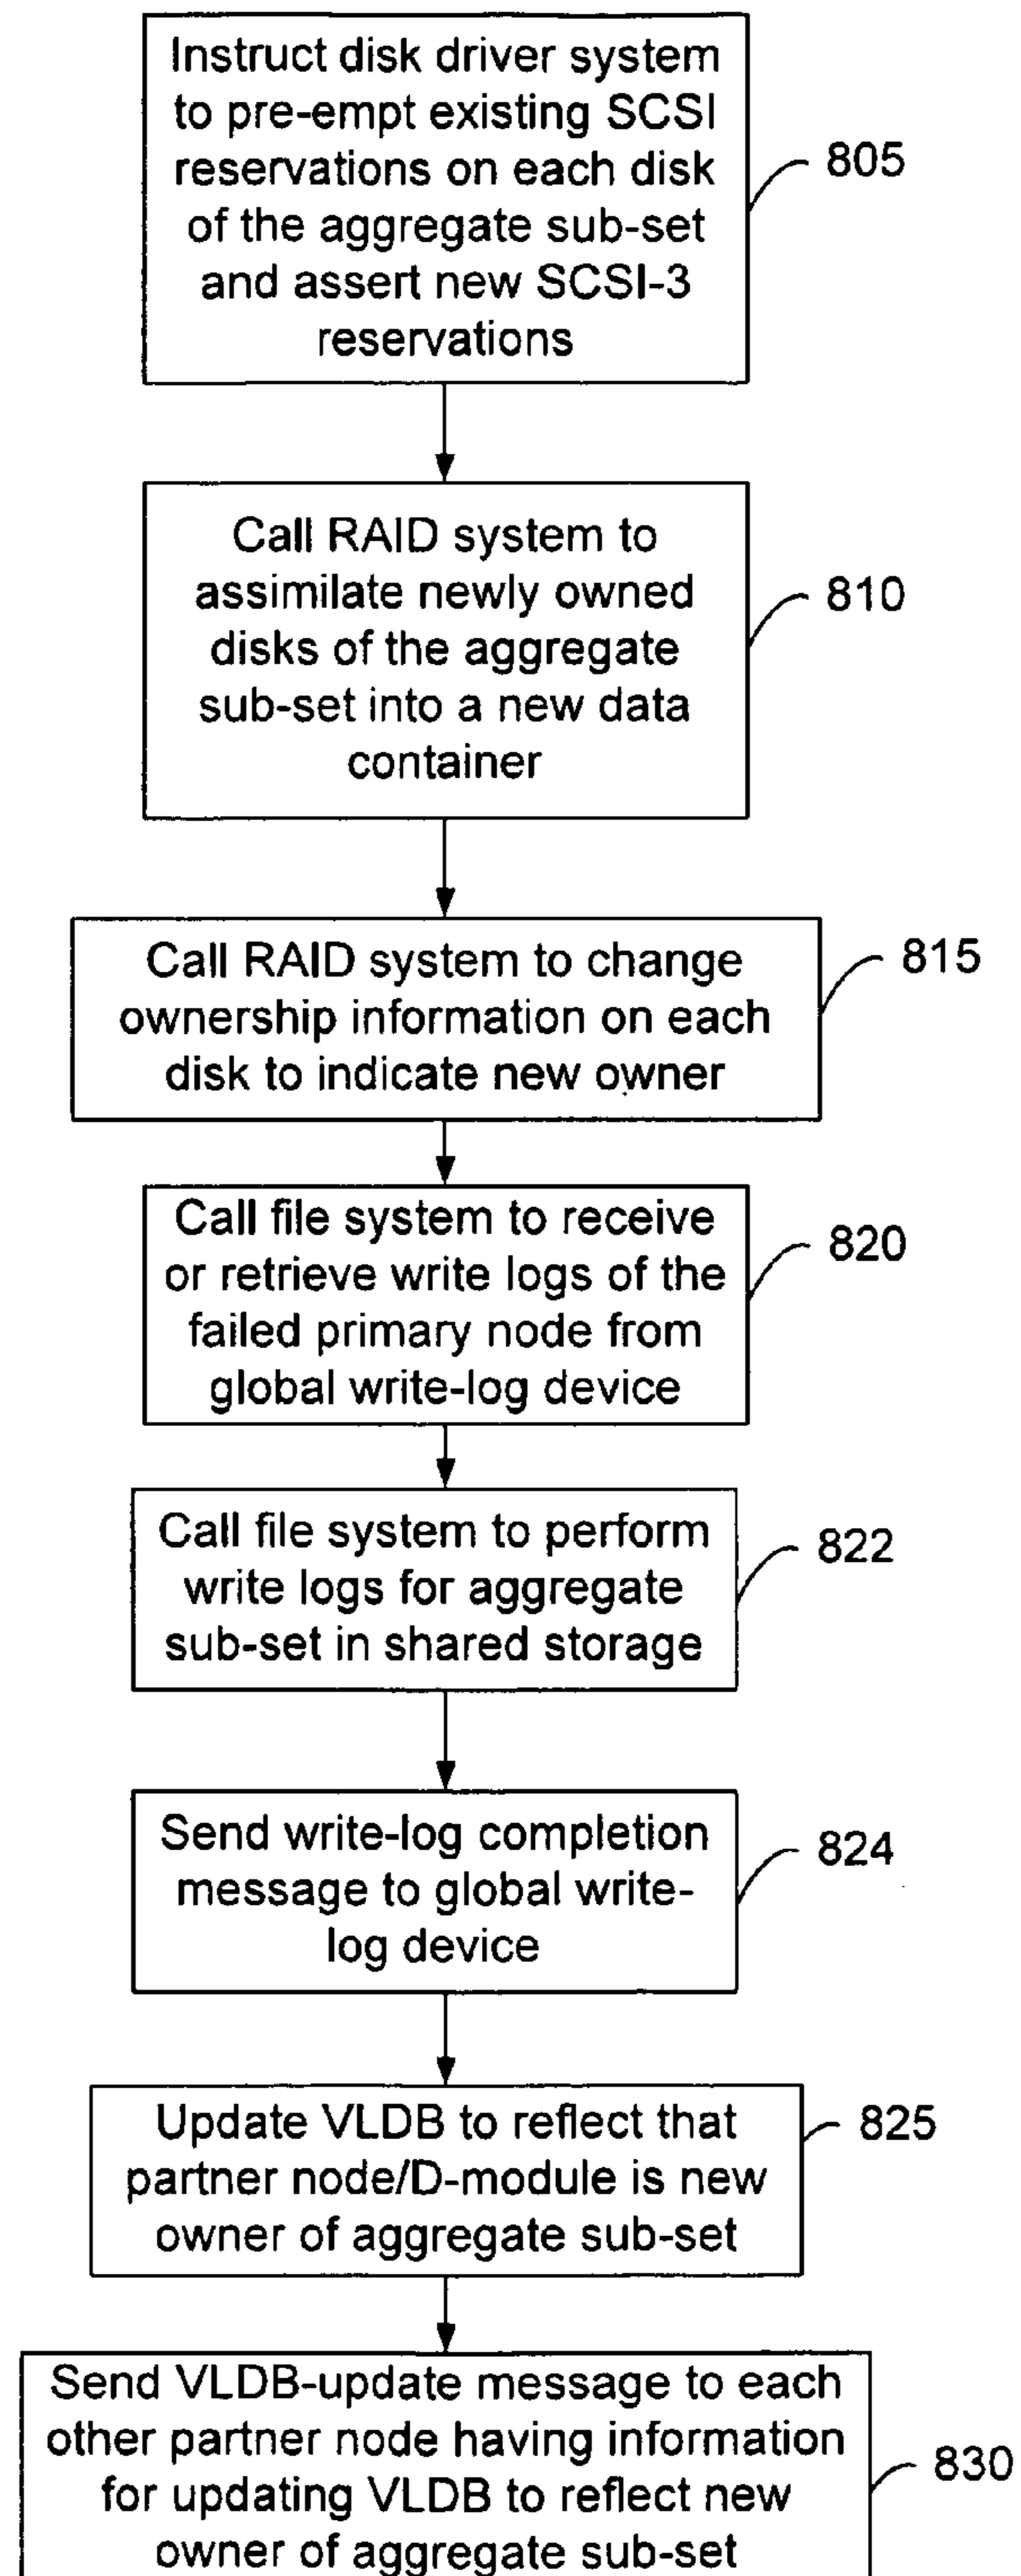 Instruct disk driver system
to pre-empt existing SCSI
reservations on each disk
of the aggregate sub-set
and assert new SCSI-3
reservations
805
Call RAID system to
assimilate newly owned
disks of the aggregate
sub-set into a new data
container
810
Call RAID system to change
ownership information on each
disk to indicate new owner
815
Call file system to receive
or retrieve write logs of the
failed primary node from
global write-log device
820
Call file system to perform
write logs for aggregate
sub-set in shared storage
822
Send write-log completion
message to global write-
log device
824
Update VLDB to reflect that
partner node/D-module is new
owner of aggregate sub-set
825
Send VLDB-update message to each
other partner node having information
for updating VLDB to reflect new
owner of aggregate sub-set
830